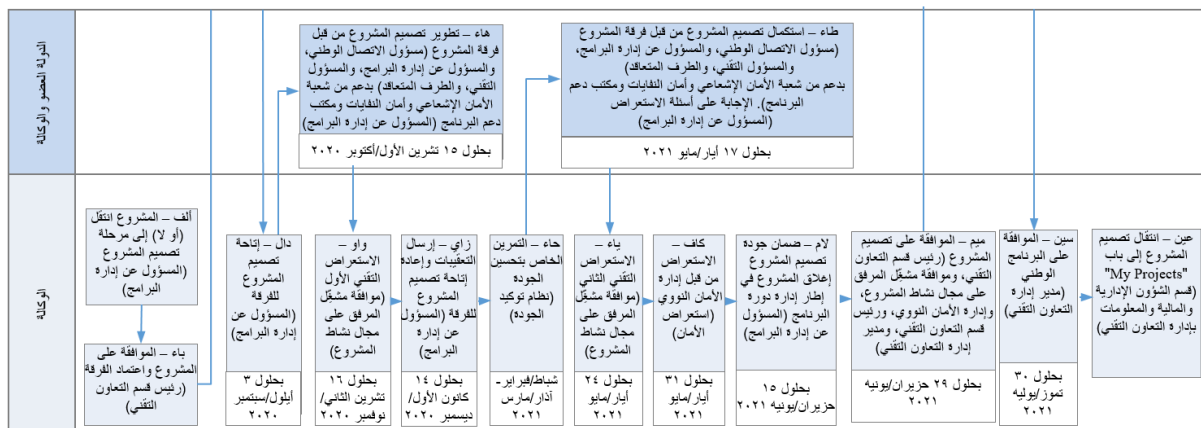 الدولة العضو والوكالة
هاء – تطوير تصميم المشروع من قبل
فرقة المشروع (مسؤول الاتصال الوطني،
والمسؤول عن إدارة البرامج، والمسؤول
التقني، والطرف المتعاقد) بدعم من شعبة
الأمان الإشعاعي وأمان النفايات ومكتب
دعم البرنامج (المسؤول عن إدارة البرامج)
بحلول ١٥ تشرين الأول/أكتوبر ٢٠٢٠
طاء – استكمال تصميم المشروع من قبل فرقة المشروع
(مسؤول الاتصال الوطني، والمسؤول عن إدارة البرامج،
والمسؤول التقني، والطرف المتعاقد)
بدعم من شعبة الأمان الإشعاعي وأمان النفايات ومكتب دعم
البرنامج). الإجابة على أسئلة الاستعراض
(المسؤول عن إدارة البرامج)
بحلول ١٧ أيار/مايو ٢٠٢١
الوكالة
ألف – المشروع انتقل
(أو لا) إلى مرحلة
تصميم المشروع
(المسؤول عن إدارة
البرامج)
باء – الموافقة على
المشروع واعتماد الفرقة
(رئيس قسم التعاون
التقني)
دال – إتاحة
تصميم
المشروع
للفرقة
(المسؤول
عن إدارة
البرامج)
بحلول ٣
أيلول/سبتمبر
٢٠٢٠
واو –
الاستعراض
التقني الأول
(موافقة مشغّل
المرفق على
مجال نشاط
المشروع)
بحلول ١٦
تشرين الثاني/
نوفمبر ٢٠٢٠
زاي – إرسال
التعقيبات وإعادة
إتاحة تصميم
المشروع
للفرقة (المسؤول
عن إدارة
البرامج)
بحلول ١٤
كانون الأول/
ديسمبر ٢٠٢٠
حاء – التمرين
الخاص بتحسين
الجودة
(نظام توكيد
الجودة)
شباط/فبراير-
آذار/مارس
٢٠٢١
ياء –
الاستعراض
التقني الثاني
(موافقة مشغّل
المرفق على
مجال نشاط
المشروع)
بحلول ٢٤
أيار/مايو
٢٠٢١
كاف –
الاستعراض
من قبل إدارة
الأمان النووي
(استعراض
الأمان)
بحلول ٣١
أيار/مايو
٢٠٢١
لام – ضمان جودة
تصميم المشروع
إغلاق المشروع في
إطار إدارة دورة
البرنامج (المسؤول
عن إدارة البرامج)
بحلول ١٥
حزيران/يونيه ٢٠٢١
ميم – الموافقة على تصميم
المشروع (رئيس قسم التعاون
التقني، وموافقة مشغّل المرفق
على مجال نشاط المشروع،
وإدارة الأمان النووي، ورئيس
قسم التعاون التقني، ومدير
إدارة التعاون التقني)
بحلول ٢٩ حزيران/يونيه
٢٠٢١
سين – الموافقة
على البرنامج
الوطني
(مدير إدارة
التعاون التقني)
بحلول ٣٠
تموز/يوليه
٢٠٢١
عين – انتقال تصميم
المشروع إلى باب
"My Projects"
(قسم الشؤون الإدارية
والمالية والمعلومات
بإدارة التعاون التقني)